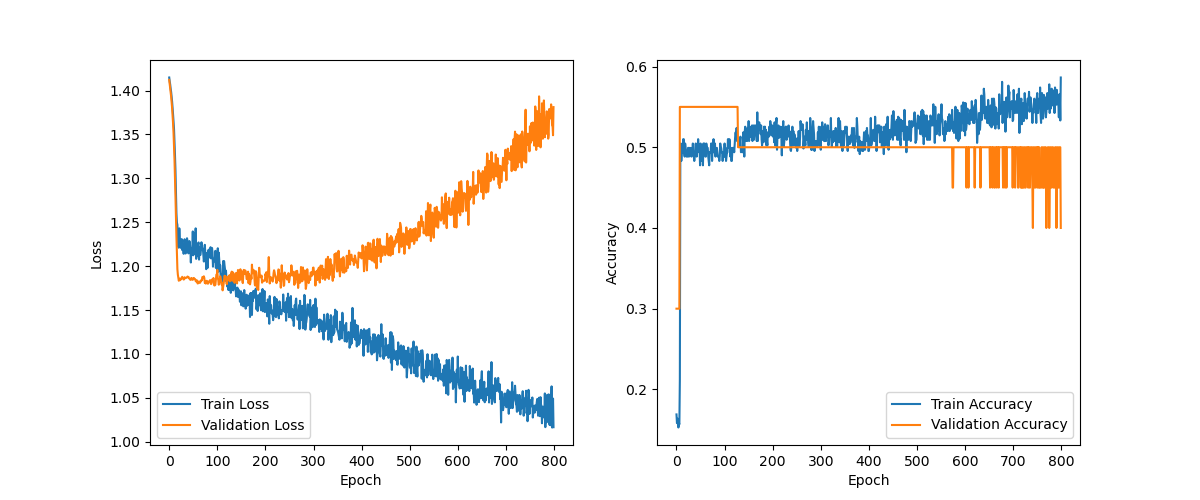 1.40
1.35
1.30
1.25
1.20
1.15
1.10
1.05
1.00
Loss
0 100 200 300 400 500 600 700 800
Epoch
Train Loss
Validation Loss
0.6
0.5
0.4
0.3
0.2
Accuracy
0 100 200 300 400 500 600 700 800
Epoch
Train Accuracy
Validation Accuracy